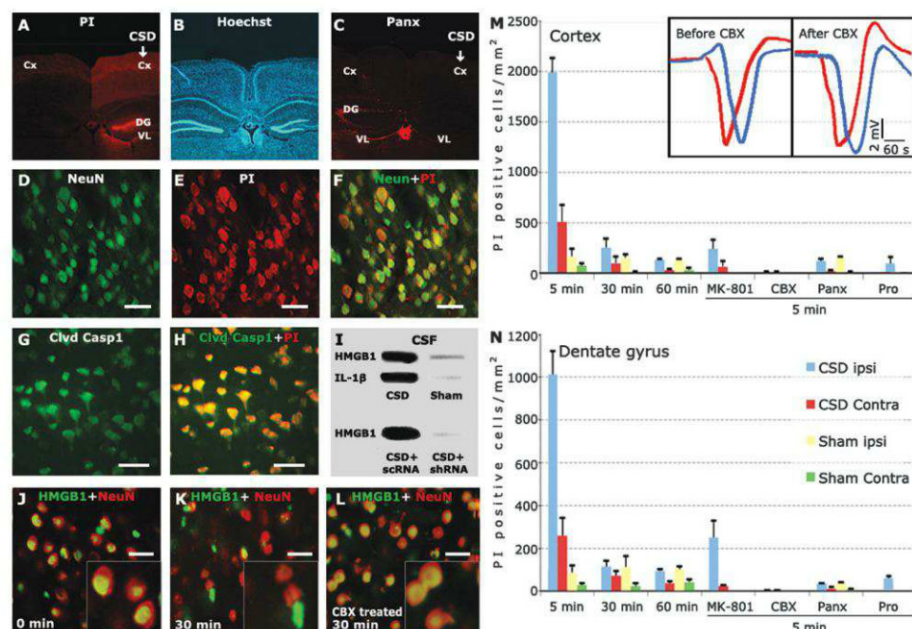 A PI CSD
Cx Cx
DG
VL
B Hoechst
C Panx CSD
Cx Cx
DG
VL VL
D NeuN
E PI
F Neun+PI
G Clvd Casp1
H Clvd Casp1+PI
I CSF
HMGB1
IL-1β
CSD Sham
HMGB1
CSD+ scRNA CSD+ shRNA
J HMGB1+NeuN
0 min
K HMGB1+ NeuN
30 min
L HMGB1+ NeuN
CBX treated
30 min
M Cortex
PI positive cells/mm²
2500
2000
1500
1000
500
0
Before CBX After CBX
2 mV
60 s
5 min 30 min 60 min MK-801 CBX Panx Pro
5 min
N Dentate gyrus
PI positive cells/mm²
1200
1000
800
600
400
200
0
CSD ipsi
CSD Contra
Sham ipsi
Sham Contra
5 min 30 min 60 min MK-801 CBX Panx Pro
5 min